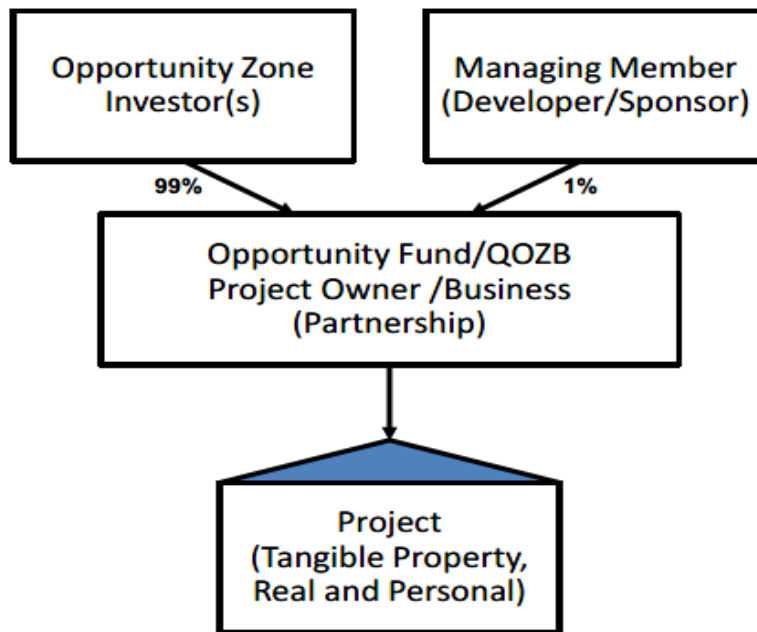 Opportunity Zone
Investor(s)
Managing Member
(Developer/Sponsor)
99%
1%
Opportunity Fund/QOZB
Project Owner /Business
(Partnership)
Project
(Tangible Property,
Real and Personal)